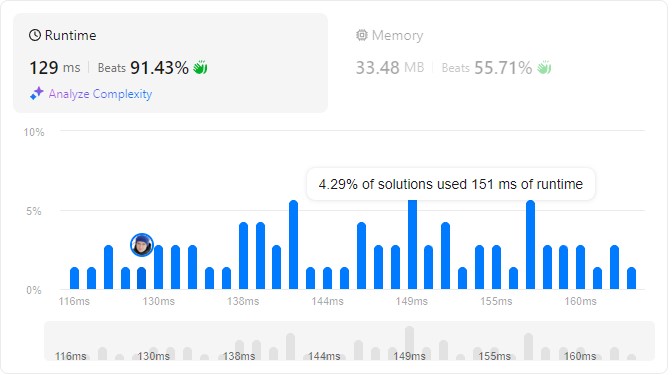 Runtime
129 ms | Beats 91.43%
Analyze Complexity
Memory
33.48 MB | Beats 55.71%
10%
4.29% of solutions used 151 ms of runtime
5%
0%
116ms 130ms 138ms 144ms 149ms 155ms 160ms
116ms 130ms 138ms 144ms 149ms 155ms 160ms